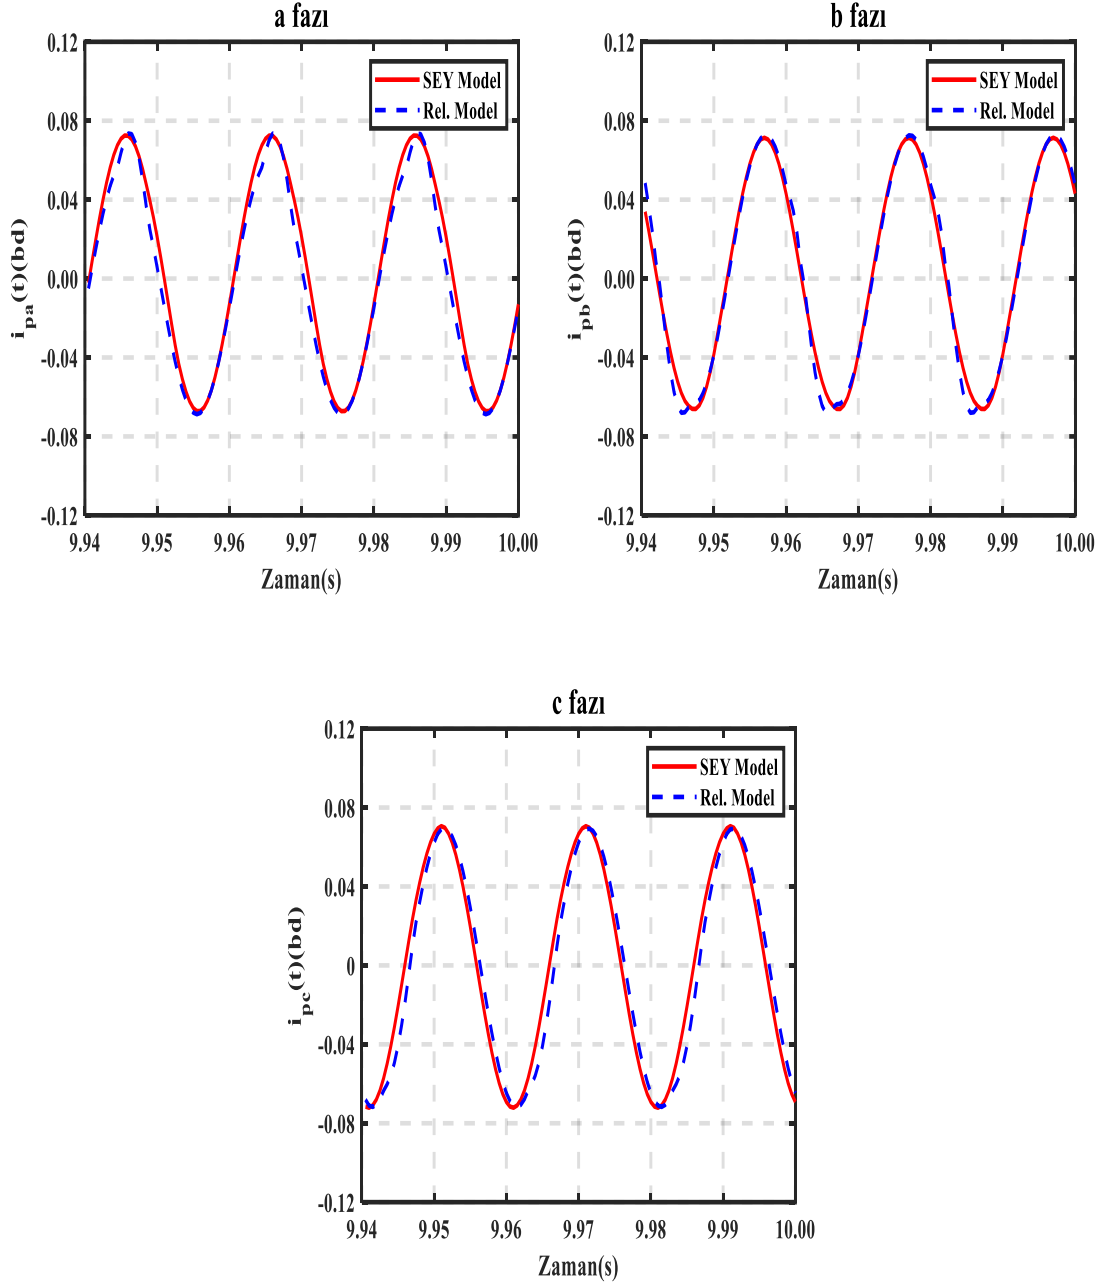 a fazı
0.12
0.08
0.04
0.00
-0.04
-0.08
-0.12
i_pa(t)(bd)
SEY Model
Rel. Model
9.94 9.95 9.96 9.97 9.98 9.99 10.00
Zaman(s)
b fazı
0.12
0.08
0.04
0.00
-0.04
-0.08
-0.12
i_pb(t)(bd)
SEY Model
Rel. Model
9.94 9.95 9.96 9.97 9.98 9.99 10.00
Zaman(s)
c fazı
0.12
0.08
0.04
0
-0.04
-0.08
-0.12
i_pc(t)(bd)
SEY Model
Rel. Model
9.94 9.95 9.96 9.97 9.98 9.99 10.00
Zaman(s)